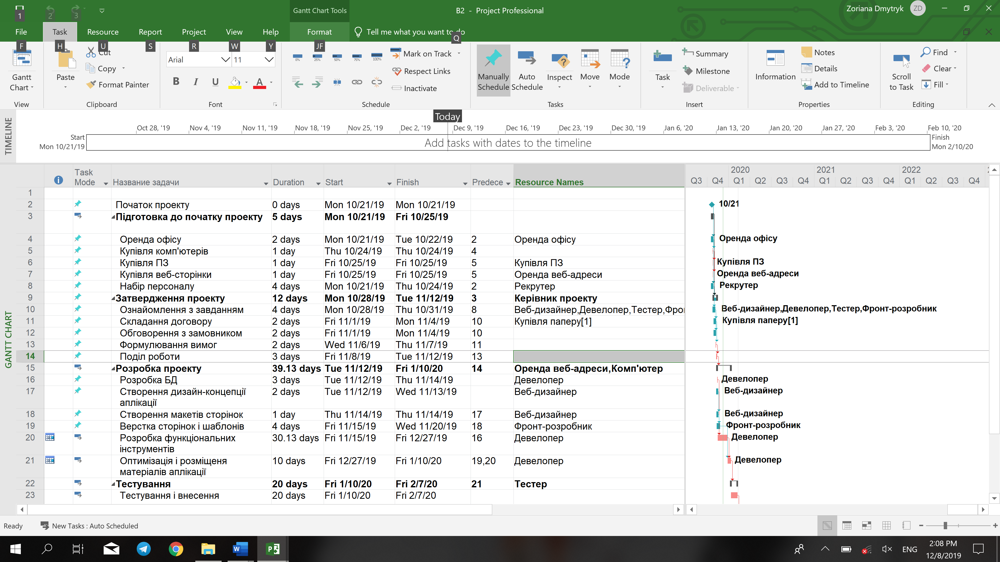 1 2 3 Gantt Chart Tools B2 - Project Professional Zoriana Dmytryk ZD
File Task Resource Report Project View Help Format Tell me what you want to do
F H U S R W Y JF Q
Gantt Chart
View
Paste
Cut
Copy
Format Painter
Clipboard
Arial 11
B I U A
Font
0% 25% 50% 75% 100%
Mark on Track
Respect Links
Inactivate
Schedule
Manually Schedule
Auto Schedule
Inspect
Move
Mode
Tasks
Task
Summary
Milestone
Deliverable
Insert
Information
Notes
Details
Add to Timeline
Properties
Scroll to Task
Find
Clear
Fill
Editing
TIMELINE
Today
Oct 28, '19 Nov 4, '19 Nov 11, '19 Nov 18, '19 Nov 25, '19 Dec 2, '19 Dec 9, '19 Dec 16, '19 Dec 23, '19 Dec 30, '19 Jan 6, '20 Jan 13, '20 Jan 20, '20 Jan 27, '20 Feb 3, '20 Feb 10, '20
Start
Mon 10/21/19
Add tasks with dates to the timeline
Finish
Mon 2/10/20
GANTT CHART
Task Mode Название задачи Duration Start Finish Predece Resource Names
2020 2021 2022
Q3 Q4 Q1 Q2 Q3 Q4 Q1 Q2 Q3 Q4 Q1 Q2 Q3 Q4
1
2 Початок проекту 0 days Mon 10/21/19 Mon 10/21/19 10/21
3 Підготовка до початку проекту 5 days Mon 10/21/19 Fri 10/25/19
4 Оренда офісу 2 days Mon 10/21/19 Tue 10/22/19 2 Оренда офісу Оренда офісу
5 Купівля комп'ютерів 1 day Thu 10/24/19 Thu 10/24/19 4
6 Купівля ПЗ 1 day Fri 10/25/19 Fri 10/25/19 5 Купівля ПЗ Купівля ПЗ
7 Купівля веб-сторінки 1 day Fri 10/25/19 Fri 10/25/19 5 Оренда веб-адреси Оренда веб-адреси
8 Набір персоналу 4 days Mon 10/21/19 Thu 10/24/19 2 Рекрутер Рекрутер
9 Затвердження проекту 12 days Mon 10/28/19 Tue 11/12/19 3 Керівник проекту
10 Ознайомлення з завданням 4 days Mon 10/28/19 Thu 10/31/19 8 Веб-дизайнер,Девелопер,Тестер,Фро Веб-дизайнер,Девелопер,Тестер,Фронт-розробник
11 Складання договору 2 days Fri 11/1/19 Mon 11/4/19 10 Купівля паперу[1] Купівля паперу[1]
12 Обговорення з замовником 2 days Fri 11/1/19 Mon 11/4/19 10
13 Формулювання вимог 2 days Wed 11/6/19 Thu 11/7/19 11
14 Поділ роботи 3 days Fri 11/8/19 Tue 11/12/19 13
15 Розробка проекту 39.13 days Tue 11/12/19 Fri 1/10/20 14 Оренда веб-адреси,Комп'ютер
16 Розробка БД 3 days Tue 11/12/19 Thu 11/14/19 Девелопер Девелопер
17 Створення дизайн-концепції 2 days Tue 11/12/19 Wed 11/13/19 Веб-дизайнер Веб-дизайнер
аплікації
18 Створення макетів сторінок 1 day Thu 11/14/19 Thu 11/14/19 17 Веб-дизайнер Веб-дизайнер
19 Верстка сторінок і шаблонів 4 days Fri 11/15/19 Wed 11/20/19 18 Фронт-розробник Фронт-розробник
20 Розробка функціональних 30.13 days Fri 11/15/19 Fri 12/27/19 16 Девелопер Девелопер
інструментів
21 Оптимізація і розміщеня 10 days Fri 12/27/19 Fri 1/10/20 19,20 Девелопер Девелопер
матеріалів аплікації
22 Тестування 20 days Fri 1/10/20 Fri 2/7/20 21 Тестер
23 Тестування і внесення 20 days Fri 1/10/20 Fri 2/7/20
Ready New Tasks : Auto Scheduled
ENG 2:08 PM
12/8/2019